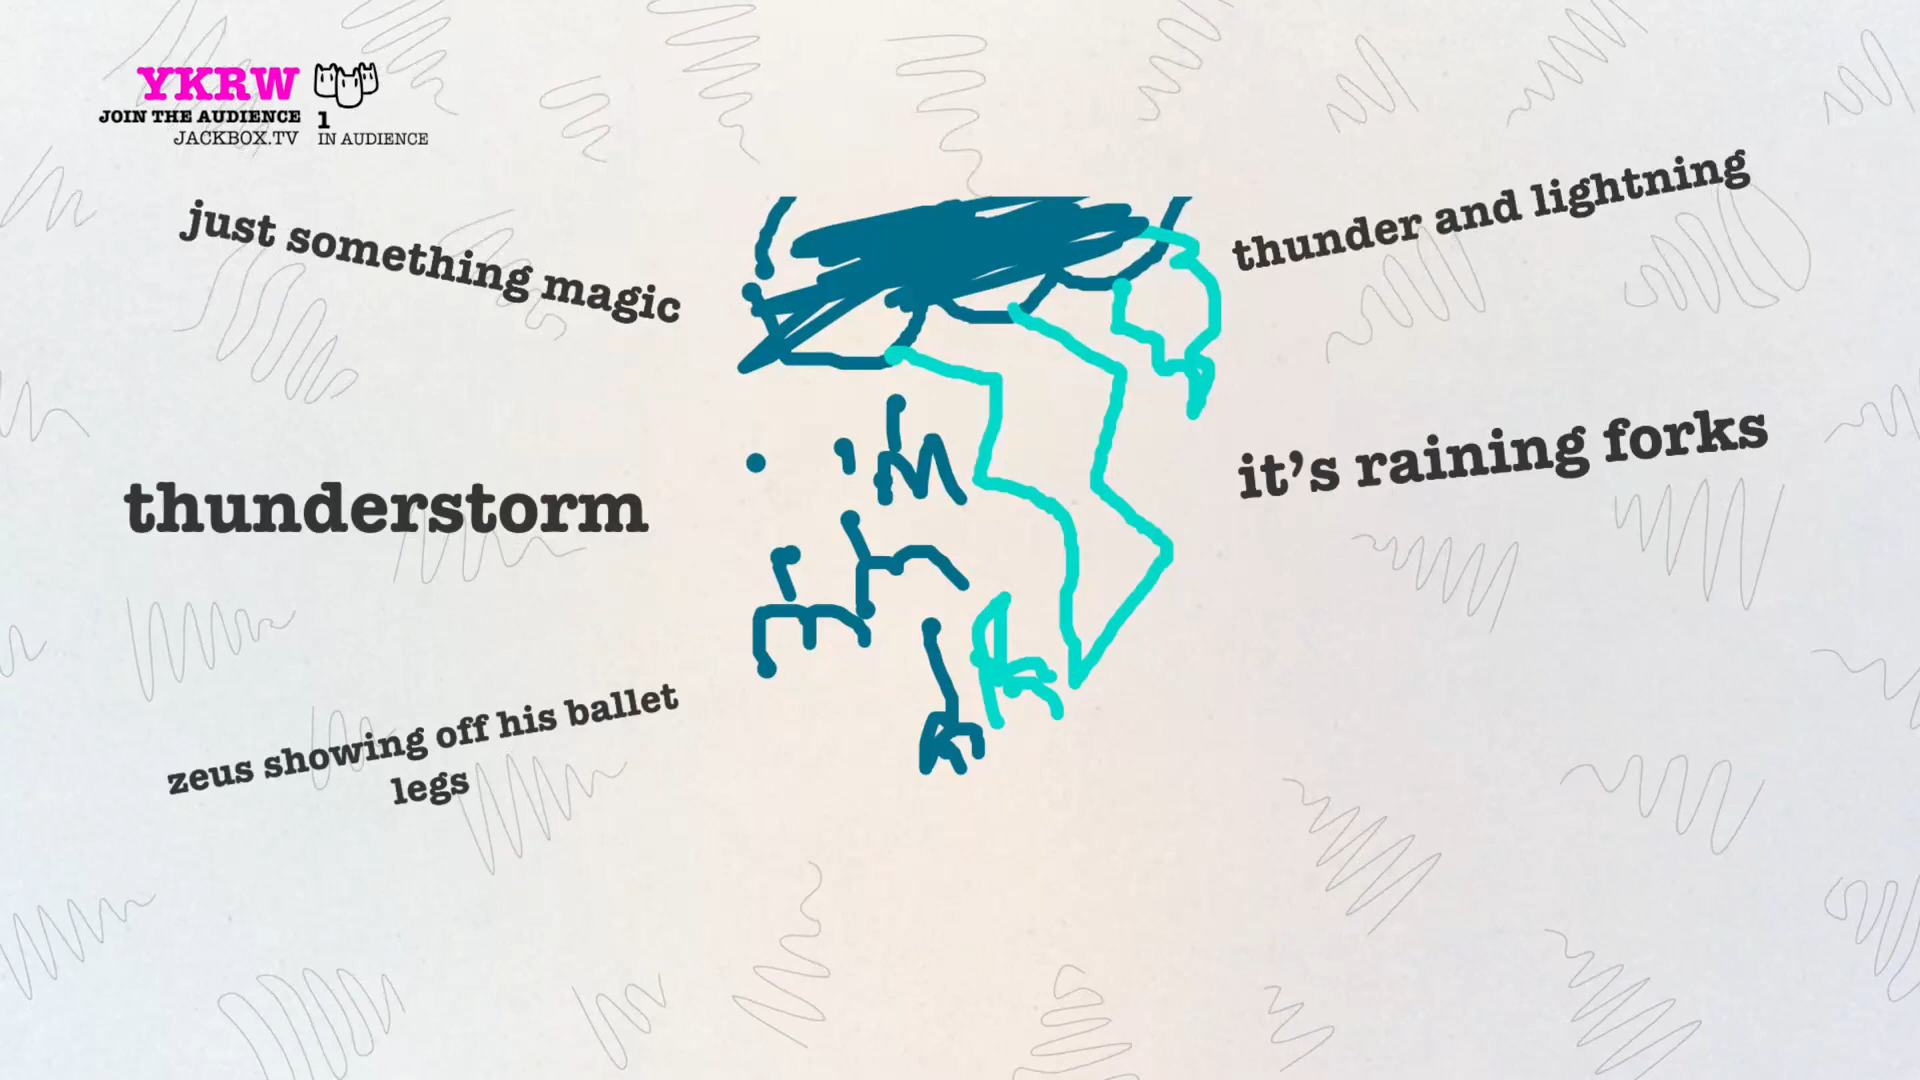 YKRW
JOIN THE AUDIENCE
JACKBOX.TV
1
IN AUDIENCE
just something magic
thunder and lightning
thunderstorm
it's raining forks
zeus showing off his ballet
legs